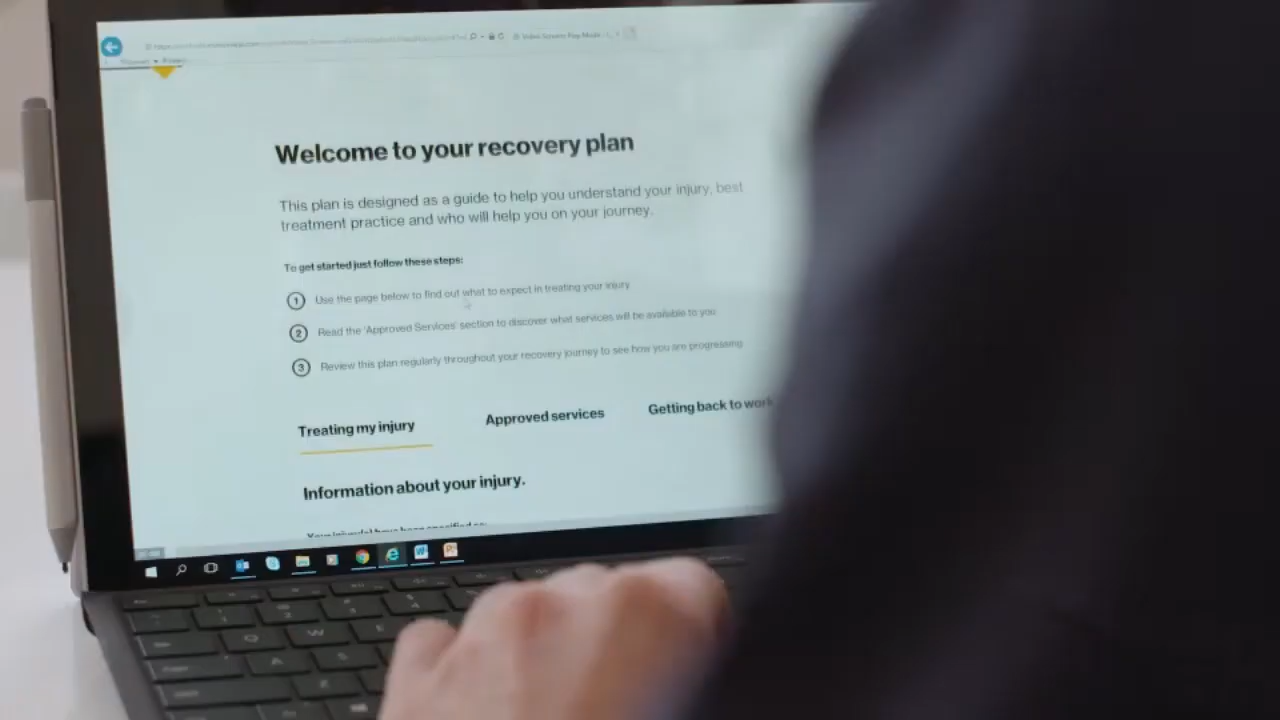 Video Screens Play Mode
Welcome to your recovery plan
This plan is designed as a guide to help you understand your injury, best
treatment practice and who will help you on your journey.
To get started just follow these steps:
1 Use the page below to find out what to expect in treating your injury
2 Read the 'Approved Services' section to discover what services will be available to you
3 Review this plan regularly throughout your recovery journey to see how you are progressing
Treating my injury Approved services Getting back to work
Information about your injury.
Q W E
A S